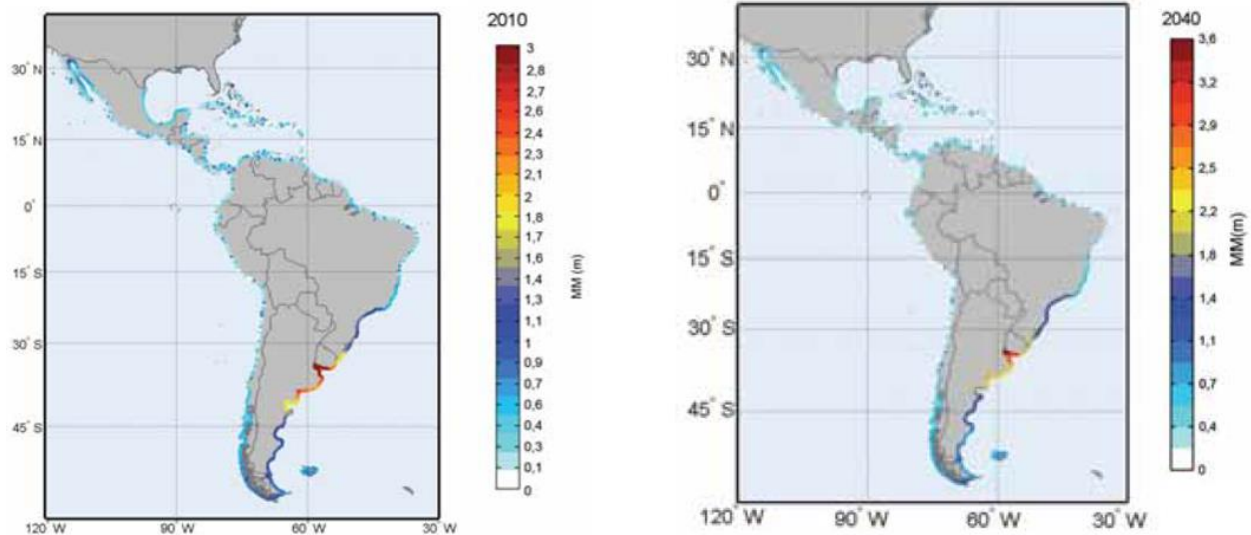 2010
3
2,8
2,7
2,6
2,4
2,3
2,1
2
1,8
1,7
1,6
1,4
1,3
1,1
1
0,9
0,7
0,6
0,4
0,3
0,1
0
MM (m)
30° N
15° N
0°
15° S
30° S
45° S
120° W
90° W
60° W
30° W
2040
3,6
3,2
2,9
2,5
2,2
1,8
1,4
1,1
0,7
0,4
0
MM(m)
30° N
15° N
0°
15° S
30° S
45° S
120° W
90° W
60° W
30° W